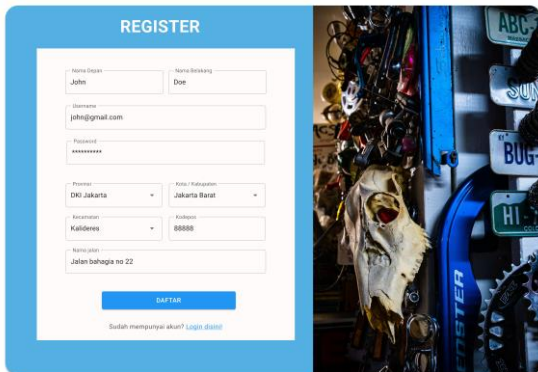 REGISTER
Nama Depan
John
Nama Belakang
Doe
Username
john@gmail.com
Password
**********
Provinsi
DKI Jakarta
Kota / Kabupaten
Jakarta Barat
Kecamatan
Kalideres
Kodepos
88888
Nama jalan
Jalan bahagia no 22
DAFTAR
Sudah mempunyai akun? Login disini!
ABC-
SUN
BUG-
HI